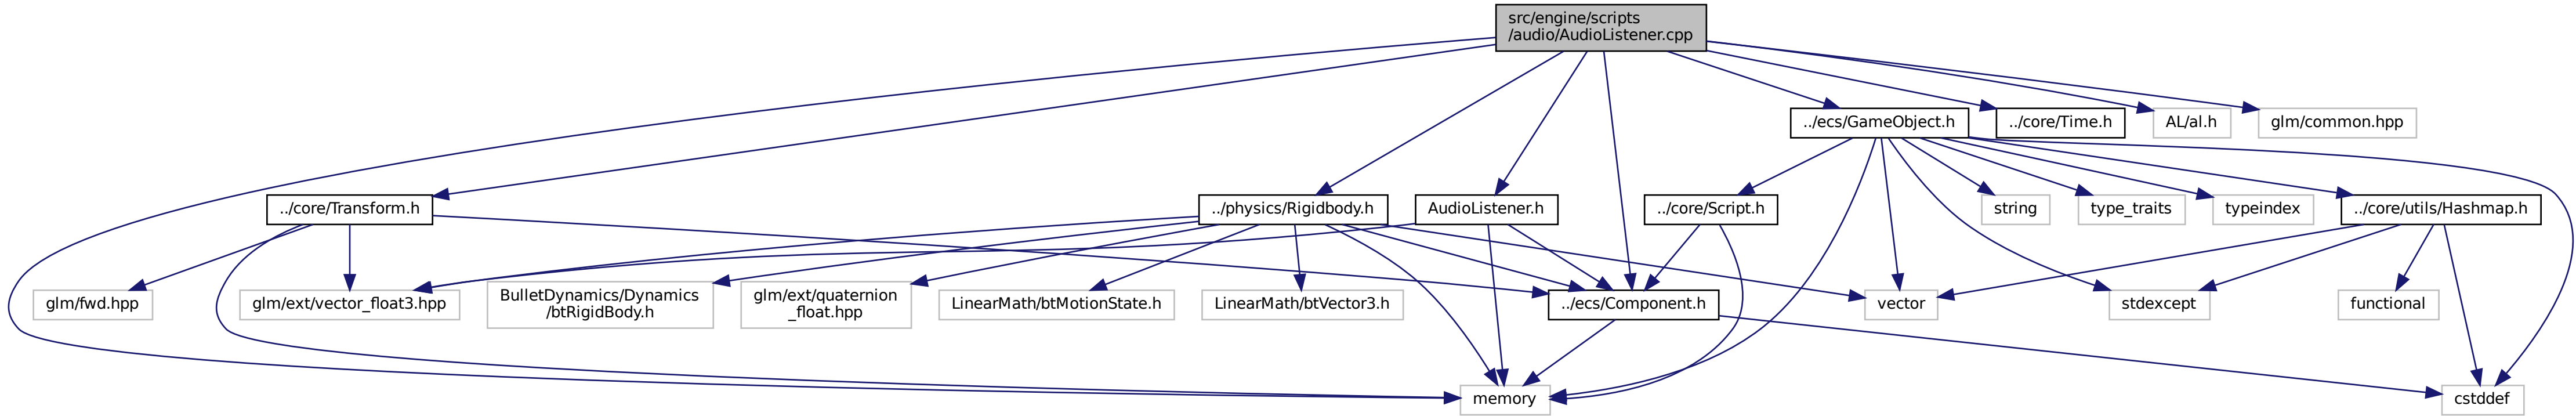 src/engine/scripts
/audio/AudioListener.cpp
../ecs/GameObject.h
../core/Time.h
AL/al.h
glm/common.hpp
../core/Transform.h
../physics/Rigidbody.h
AudioListener.h
../core/Script.h
string
type_traits
typeindex
../core/utils/Hashmap.h
glm/fwd.hpp
glm/ext/vector_float3.hpp
BulletDynamics/Dynamics
/btRigidBody.h
glm/ext/quaternion
_float.hpp
LinearMath/btMotionState.h
LinearMath/btVector3.h
../ecs/Component.h
vector
stdexcept
functional
memory
cstddef